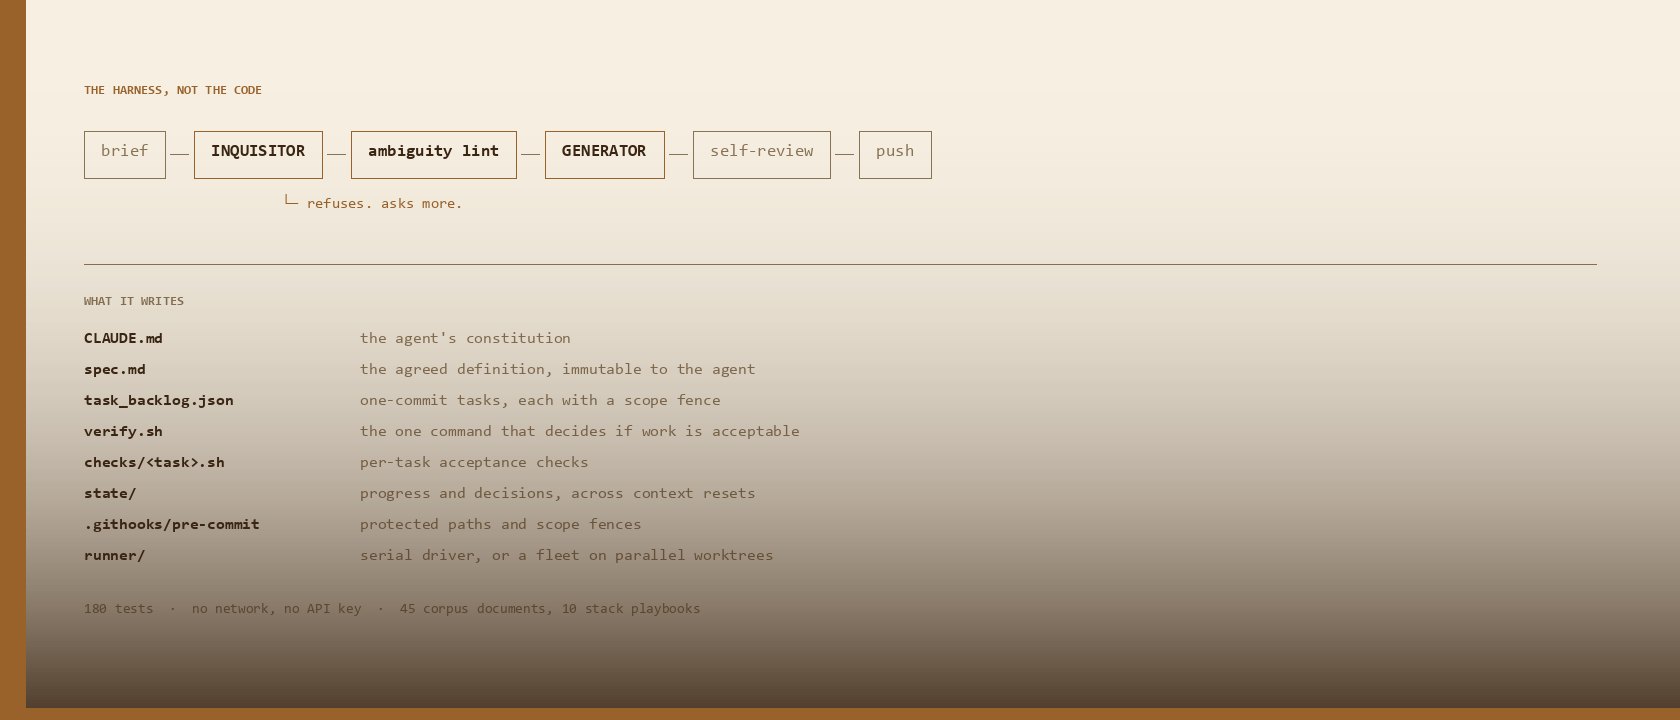 THE HARNESS, NOT THE CODE
brief — INQUISITOR — ambiguity lint — GENERATOR — self-review — push
└─ refuses. asks more.
WHAT IT WRITES
CLAUDE.md the agent's constitution
spec.md the agreed definition, immutable to the agent
task_backlog.json one-commit tasks, each with a scope fence
verify.sh the one command that decides if work is acceptable
checks/<task>.sh per-task acceptance checks
state/ progress and decisions, across context resets
.githooks/pre-commit protected paths and scope fences
runner/ serial driver, or a fleet on parallel worktrees
180 tests · no network, no API key · 45 corpus documents, 10 stack playbooks